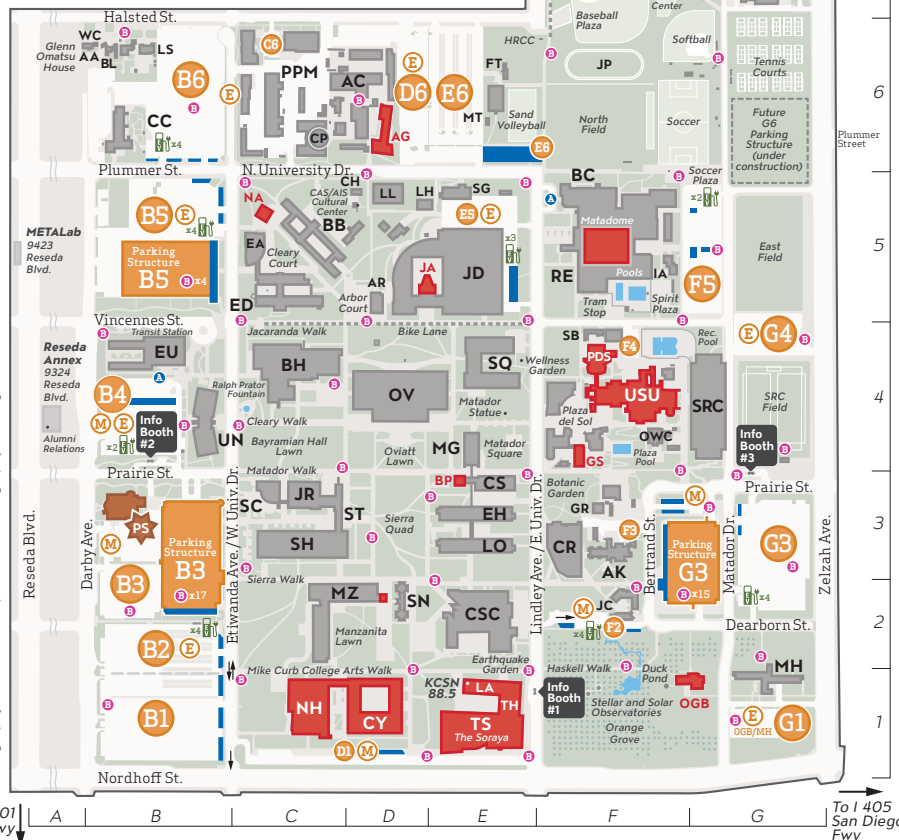 Halsted St.
WC
Glenn
Omatsu
House
AA
BL
LS
B6
B
E
CC
x4
Plummer St.
C6
PPM
AC
B
CP
AG
E
D6
E6
FT
MT
HRCC
Sand
Volleyball
E6
Baseball
Plaza
Center
JP
Softball
North
Field
Soccer
Tennis
Courts
Future
G6
Parking
Structure
(under
construction)
6
Plummer
Street
N. University Dr.
Soccer
Plaza
METALab
9423
Reseda
Blvd.
B5
E
x4
Parking
Structure
B5
B x4
NA
CH
CAS/AIS
Cultural
Center
LL
LH
SG
E5
E
BB
EA
Cleary
Court
ED
AR
Arbor
Court
JA
JD
x3
A
BC
Matadome
RE
Pools
IA
Tram
Stop
Spirit
Plaza
x2
F5
East
Field
5
Vincennes St.
Transit Station
Jacaranda Walk
Bike Lane
Reseda
Annex
9324
Reseda
Blvd.
EU
A
B4
M
E
x2
Info
Booth
#2
Alumni
Relations
Ralph Prator
Fountain
UN
BH
Cleary Walk
Bayramian Hall
Lawn
OV
Oviatt
Lawn
SQ
Wellness
Garden
Matador
Statue
MG
Matador
Square
SB
F4
PDS
USU
Plaza
del Sol
OWC
GS
Plaza
Pool
Rec.
Pool
SRC
E
G4
SRC
Field
Info
Booth
#3
4
Prairie St.
Matador Walk
Prairie St.
PS
M
Parking
Structure
B3
B x17
B3
SC
JR
ST
SH
Sierra Walk
Sierra
Quad
BP
CS
EH
LO
Botanic
Garden
GR
CR
F3
AK
M
Parking
Structure
G3
B x15
G3
x4
3
Reseda Blvd.
Darby Ave.
Etiwanda Ave./W. Univ. Dr.
Lindley Ave./E. Univ. Dr.
Bertrand St.
Matador Dr.
Zelzah Ave.
MZ
SN
CSC
Manzanita
Lawn
Earthquake
Garden
M
JC
x4
F2
Dearborn St.
2
x4
B2
E
Mike Curb College Arts Walk
KCSN
88.5
Haskell Walk
Duck
Pond
MH
B1
NH
CY
LA
TH
TS
The Soraya
Info
Booth
#1
Stellar and Solar
Observatories
Orange
Grove
OGB
B
E
OGB/MH
G1
1
D1
M
Nordhoff St.
01
wy
A
B
C
D
E
F
G
To I 405
San Diego
Fwy